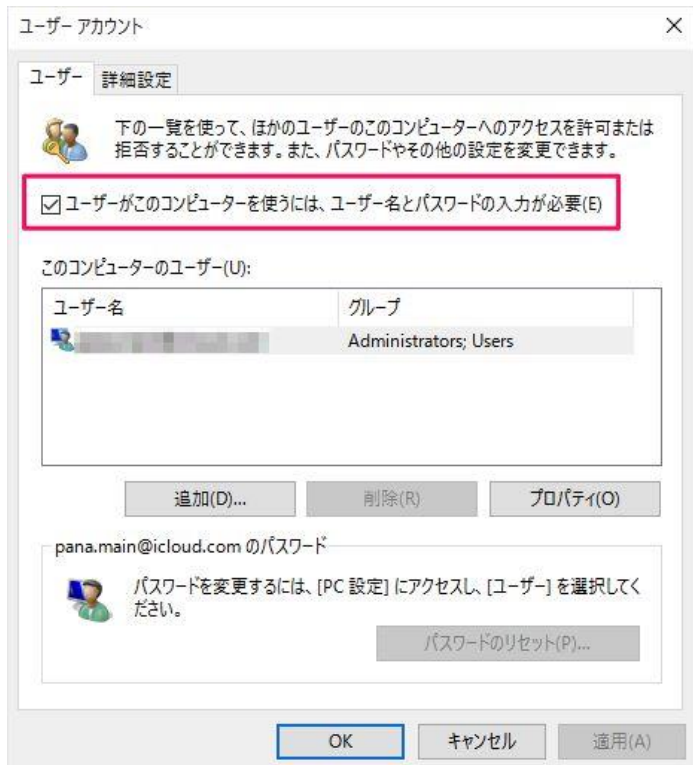 ユーザー アカウント
ユーザー 詳細設定
下の一覧を使って、ほかのユーザーのこのコンピューターへのアクセスを許可または
拒否することができます。また、パスワードやその他の設定を変更できます。
ユーザーがこのコンピューターを使うには、ユーザー名とパスワードの入力が必要(E)
このコンピューターのユーザー(U):
ユーザー名 グループ
Administrators; Users
追加(D)... 削除(R) プロパティ(O)
pana.main@icloud.com のパスワード
パスワードを変更するには、[PC 設定] にアクセスし、[ユーザー] を選択してく
ださい。
パスワードのリセット(P)...
OK キャンセル 適用(A)